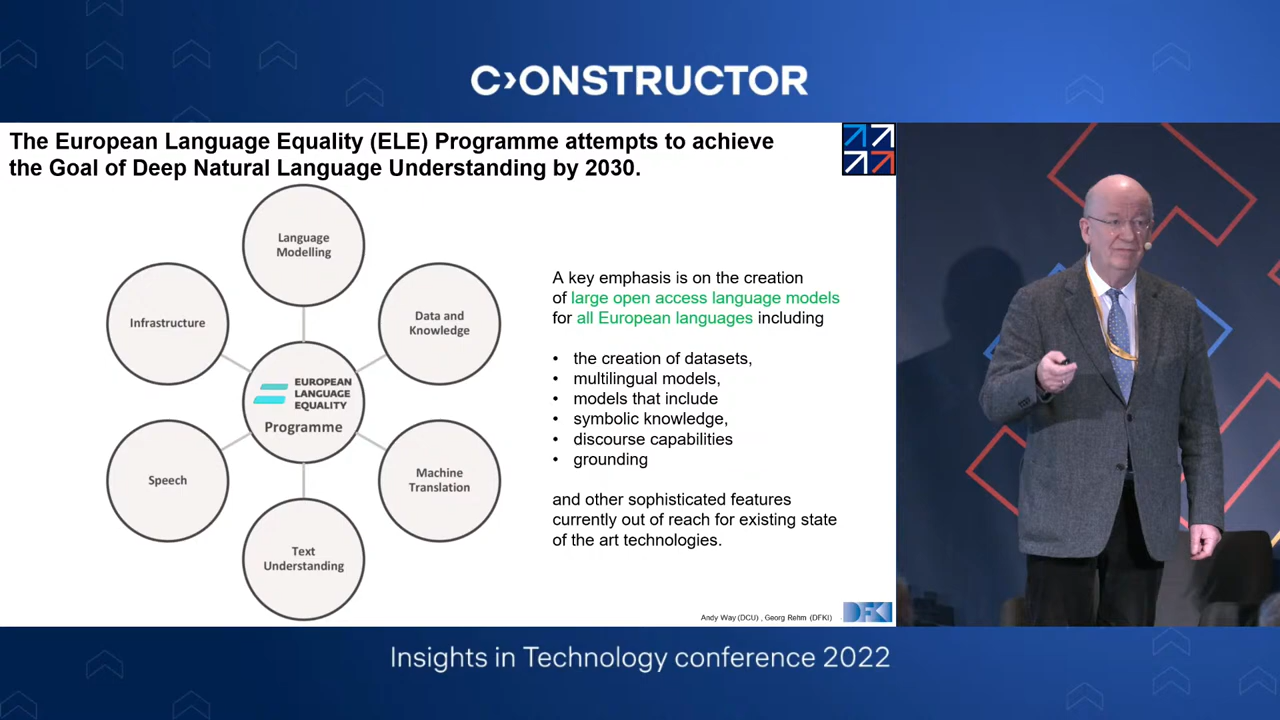 C›ONSTRUCTOR
The European Language Equality (ELE) Programme attempts to achieve
the Goal of Deep Natural Language Understanding by 2030.
Language
Modelling
Infrastructure
Data and
Knowledge
EUROPEAN
LANGUAGE
EQUALITY
Programme
Speech
Machine
Translation
Text
Understanding
A key emphasis is on the creation
of large open access language models
for all European languages including
• the creation of datasets,
• multilingual models,
• models that include
• symbolic knowledge,
• discourse capabilities
• grounding
and other sophisticated features
currently out of reach for existing state
of the art technologies.
Andy Way (DCU) , Georg Rehm (DFKI)
DFKI
Insights in Technology conference 2022